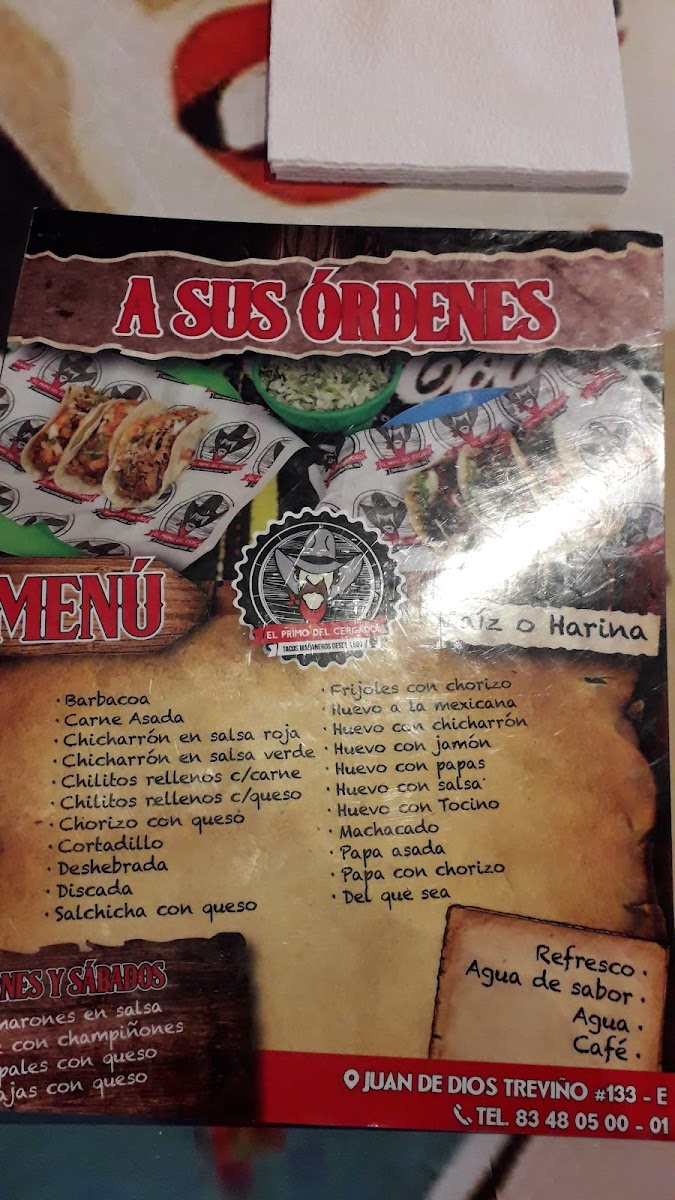 A SUS ÓRDENES
MENÚ
EL PRIMO DEL CERCADO
TACOS MAÑANEROS
o Harina
· Barbacoa
· Carne Asada
· Chicharrón en salsa roja
· Chicharrón en salsa verde
· Chilitos rellenos c/carne
· Chilitos rellenos c/queso
· Chorizo con queso
· Cortadillo
· Deshebrada
· Discada
· Salchicha con queso
· Frijoles con chorizo
· Huevo a la mexicana
· Huevo con chicharrón
· Huevo con jamón
· Huevo con papas
· Huevo con salsa
· Huevo con Tocino
· Machacado
· Papa asada
· Papa con chorizo
· Del que sea
NES Y SÁBADOS
marones en salsa
con champiñones
pales con queso
ajas con queso
Refresco ·
Agua de sabor ·
Agua ·
Café ·
JUAN DE DIOS TREVIÑO #133 - E
TEL. 83 48 05 00 - 01